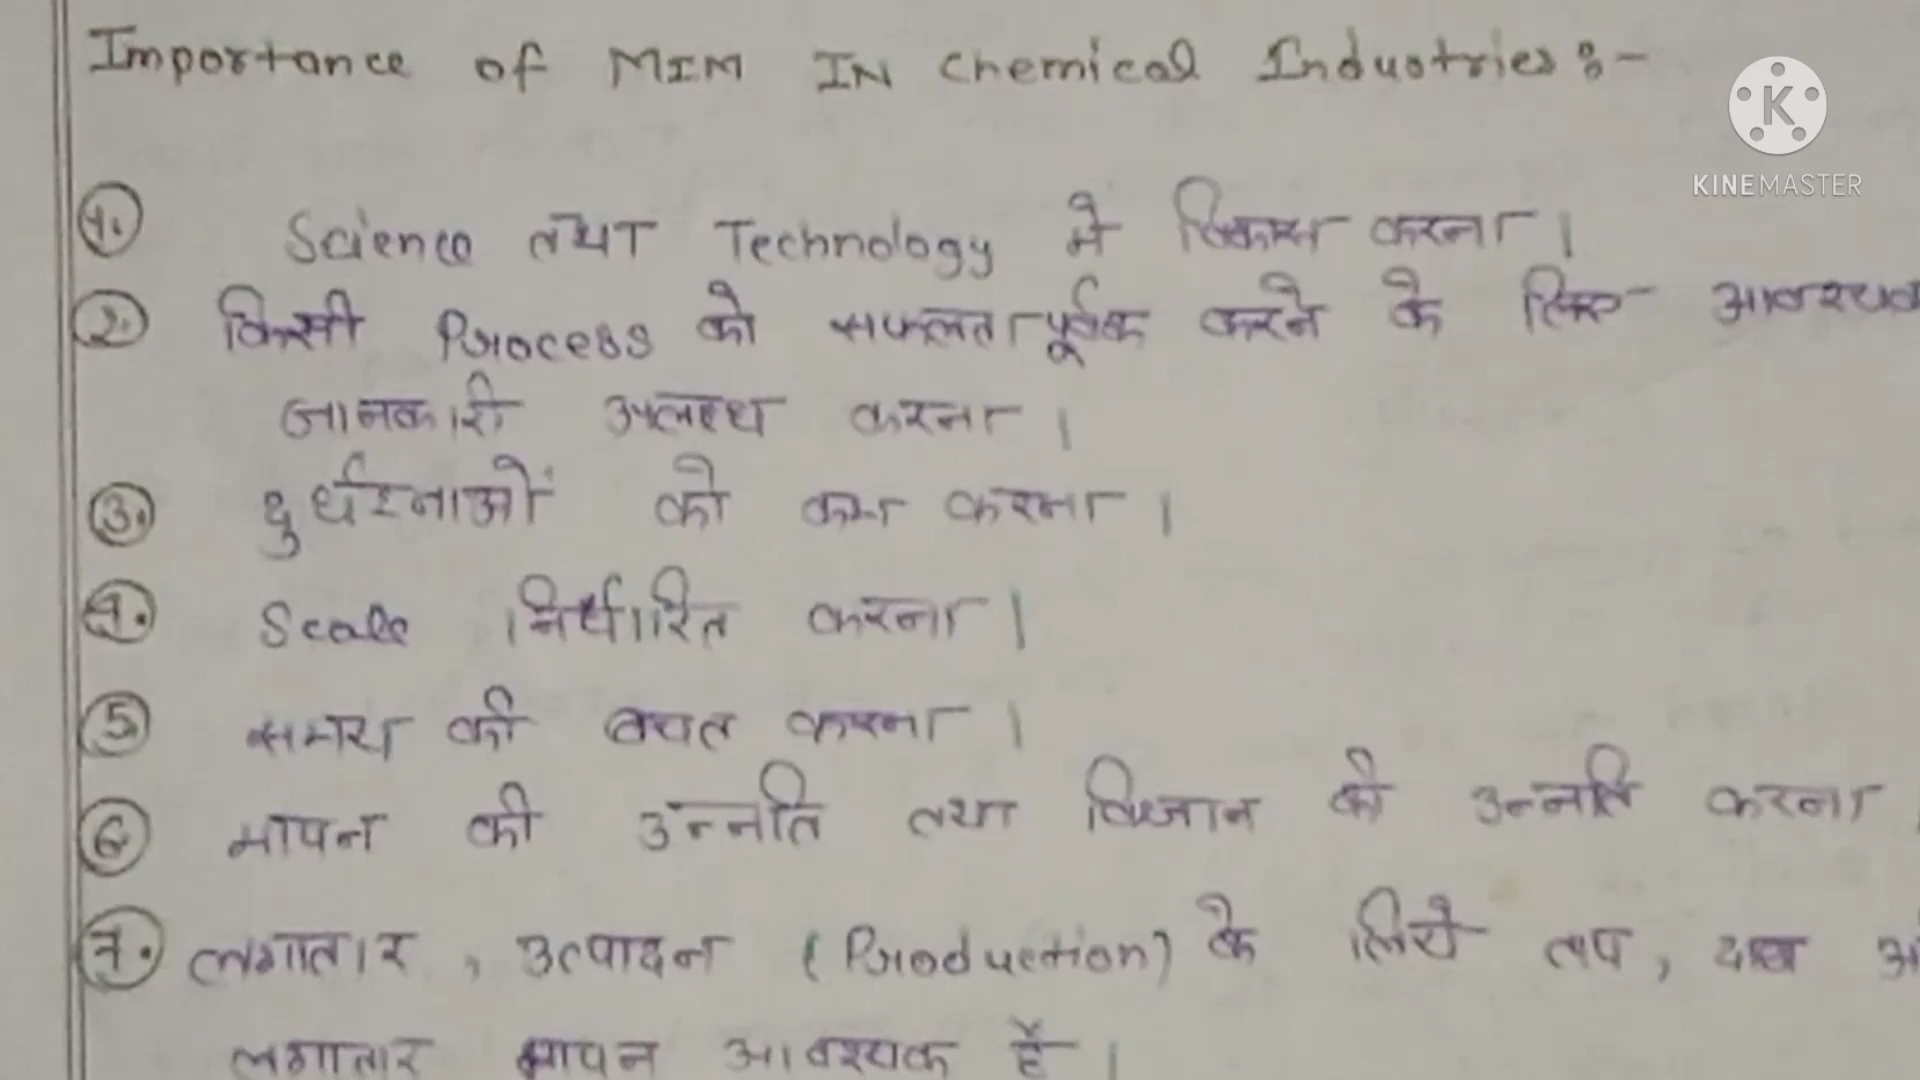 Importance of MIM IN Chemical Industries :-
K
KINEMASTER
1. Science तथा Technology मे विकास करना।
2. किसी Process को सफलतापूर्वक करने के लिए आवश्यक
जानकारी उपलब्ध करना।
3. दुर्घटनाओं को कम करना।
4. Scale निर्धारित करना।
5 समय की बचत करना।
6. मापन की उन्नति तथा विज्ञान की उन्नति करना
7. लगातार, उत्पादन (Production) के लिये ताप, दाब
लगातार मापन आवश्यक है।